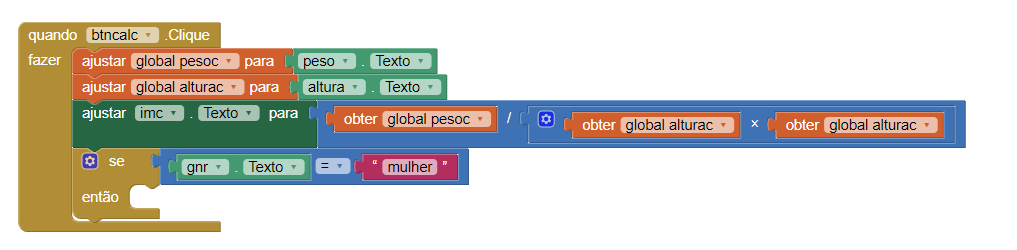 quando btncalc .Clique
fazer ajustar global pesoc para peso . Texto
ajustar global alturac para altura . Texto
ajustar imc . Texto para obter global pesoc / obter global alturac × obter global alturac
se gnr . Texto = “ mulher ”
então